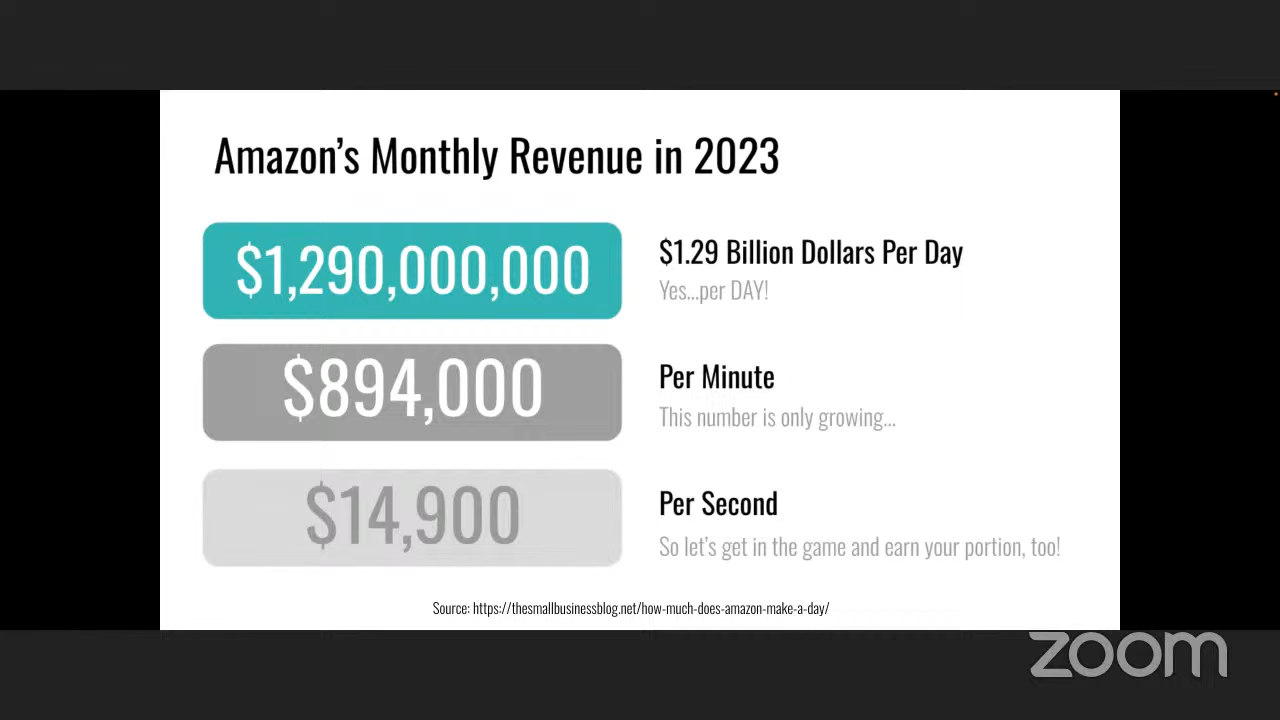 Amazon's Monthly Revenue in 2023
$1,290,000,000
$1.29 Billion Dollars Per Day
Yes...per DAY!
$894,000
Per Minute
This number is only growing...
$14,900
Per Second
So let's get in the game and earn your portion, too!
Source: https://thesmallbusinessblog.net/how-much-does-amazon-make-a-day/
zoom